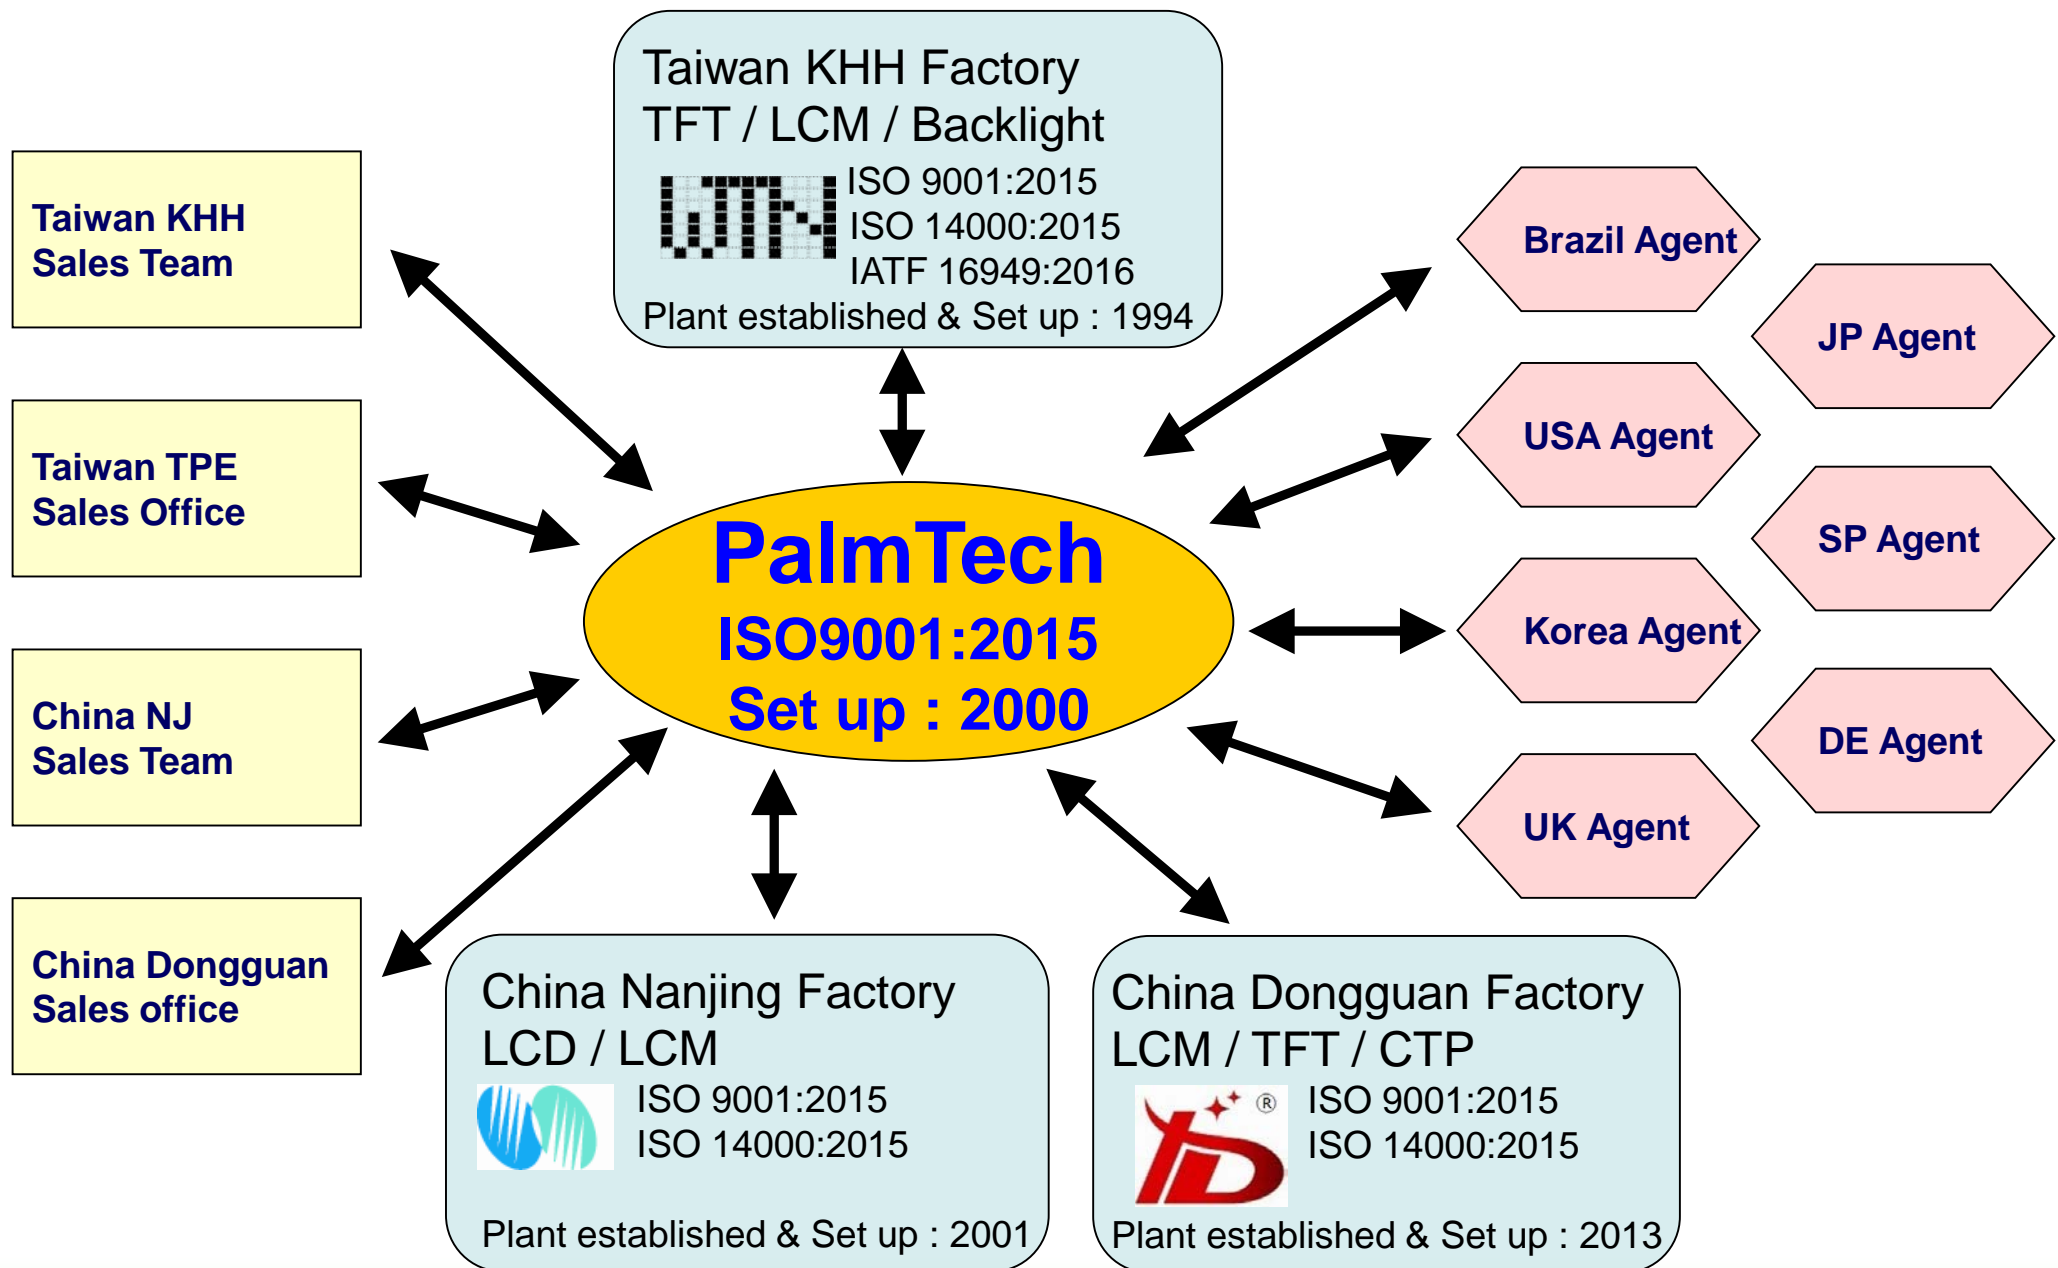 Taiwan KHH Factory
TFT / LCM / Backlight
WTN
ISO 9001:2015
ISO 14000:2015
IATF 16949:2016
Plant established & Set up : 1994
Taiwan KHH
Sales Team
Taiwan TPE
Sales Office
China NJ
Sales Team
China Dongguan
Sales office
PalmTech
ISO9001:2015
Set up : 2000
Brazil Agent
JP Agent
USA Agent
SP Agent
Korea Agent
DE Agent
UK Agent
China Nanjing Factory
LCD / LCM
ISO 9001:2015
ISO 14000:2015
Plant established & Set up : 2001
China Dongguan Factory
LCM / TFT / CTP
®
ISO 9001:2015
ISO 14000:2015
Plant established & Set up : 2013